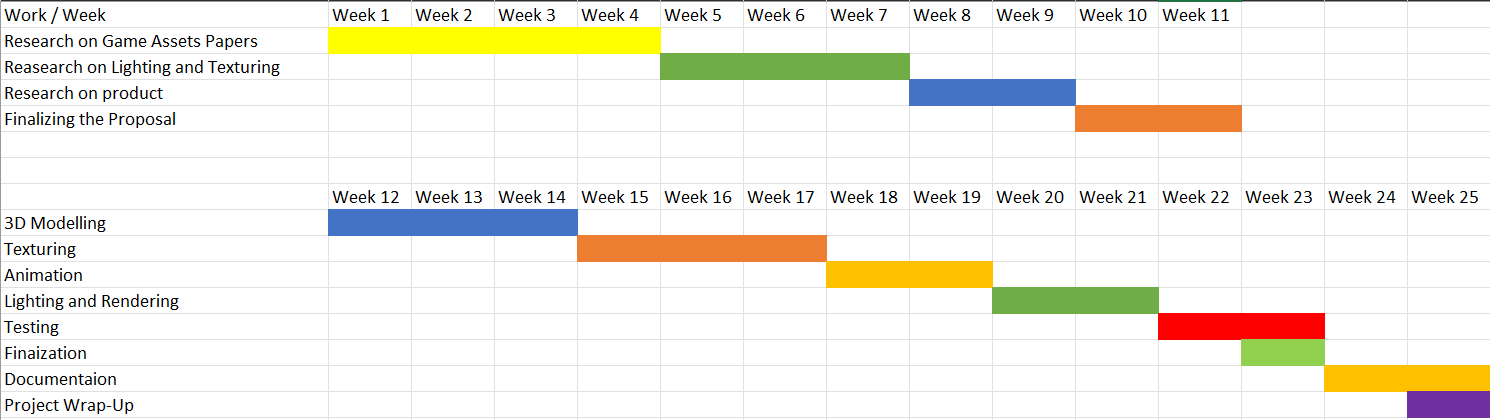 Work / Week Week 1 Week 2 Week 3 Week 4 Week 5 Week 6 Week 7 Week 8 Week 9 Week 10 Week 11
Research on Game Assets Papers
Reasearch on Lighting and Texturing
Research on product
Finalizing the Proposal
Week 12 Week 13 Week 14 Week 15 Week 16 Week 17 Week 18 Week 19 Week 20 Week 21 Week 22 Week 23 Week 24 Week 25
3D Modelling
Texturing
Animation
Lighting and Rendering
Testing
Finaization
Documentaion
Project Wrap-Up